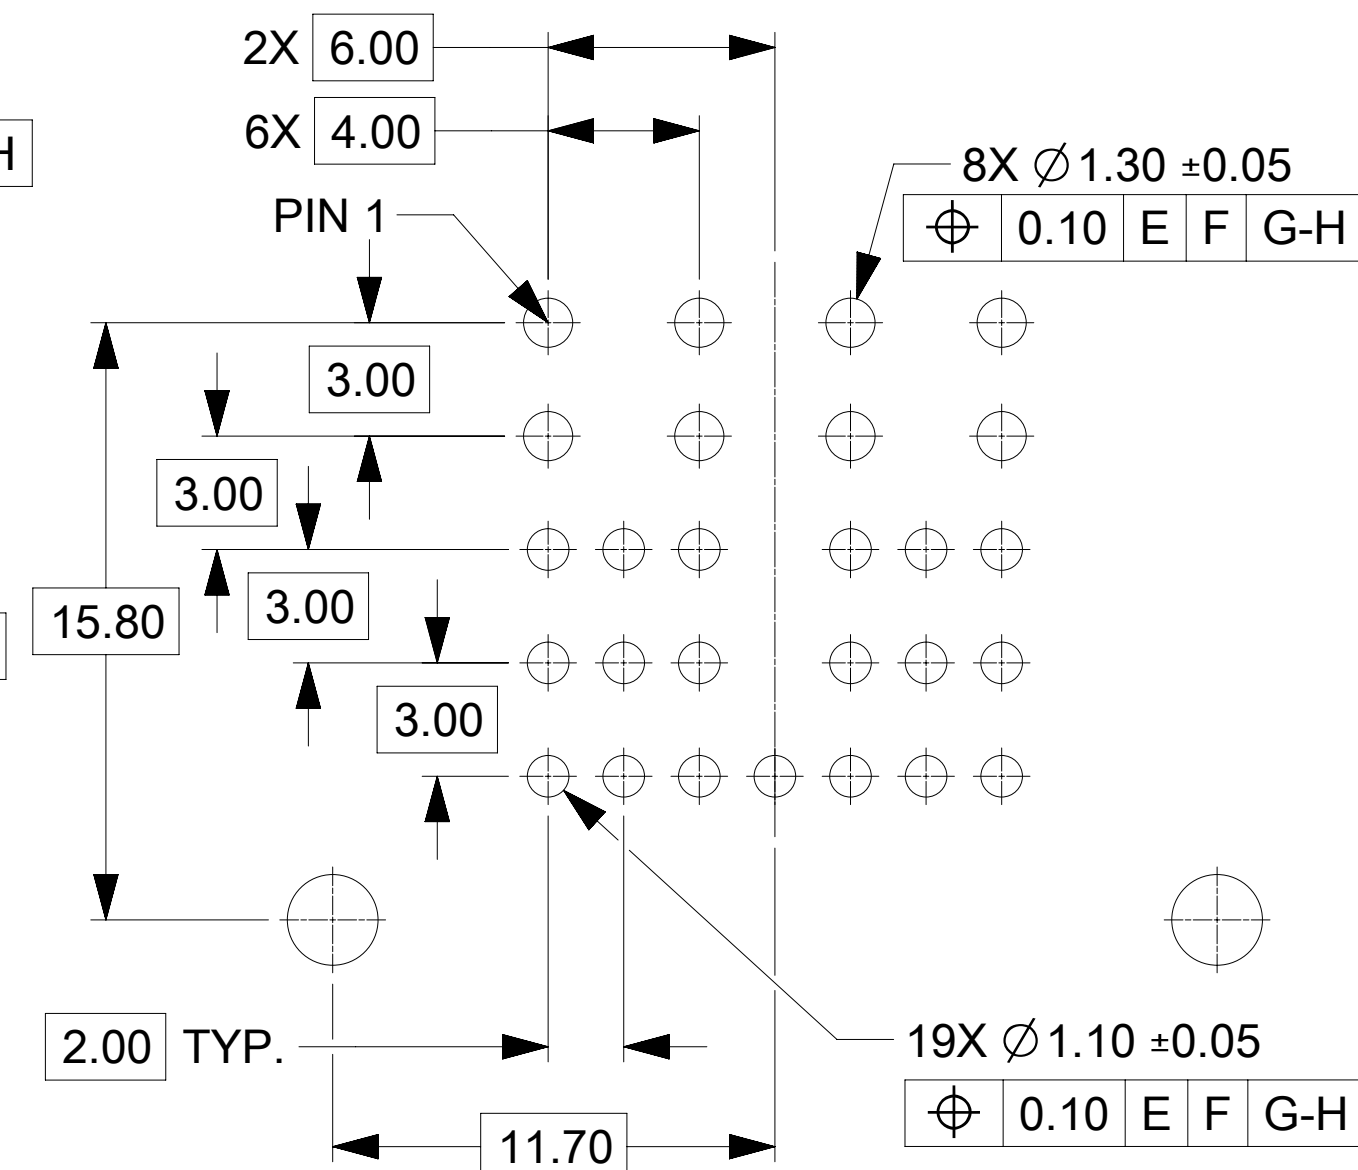 2X 6.00
6X 4.00
H
8X ∅ 1.30 ±0.05
⌖ 0.10 E F G-H
PIN 1
3.00
3.00
3.00
15.80
3.00
2.00 TYP.
19X ∅ 1.10 ±0.05
⌖ 0.10 E F G-H
11.70